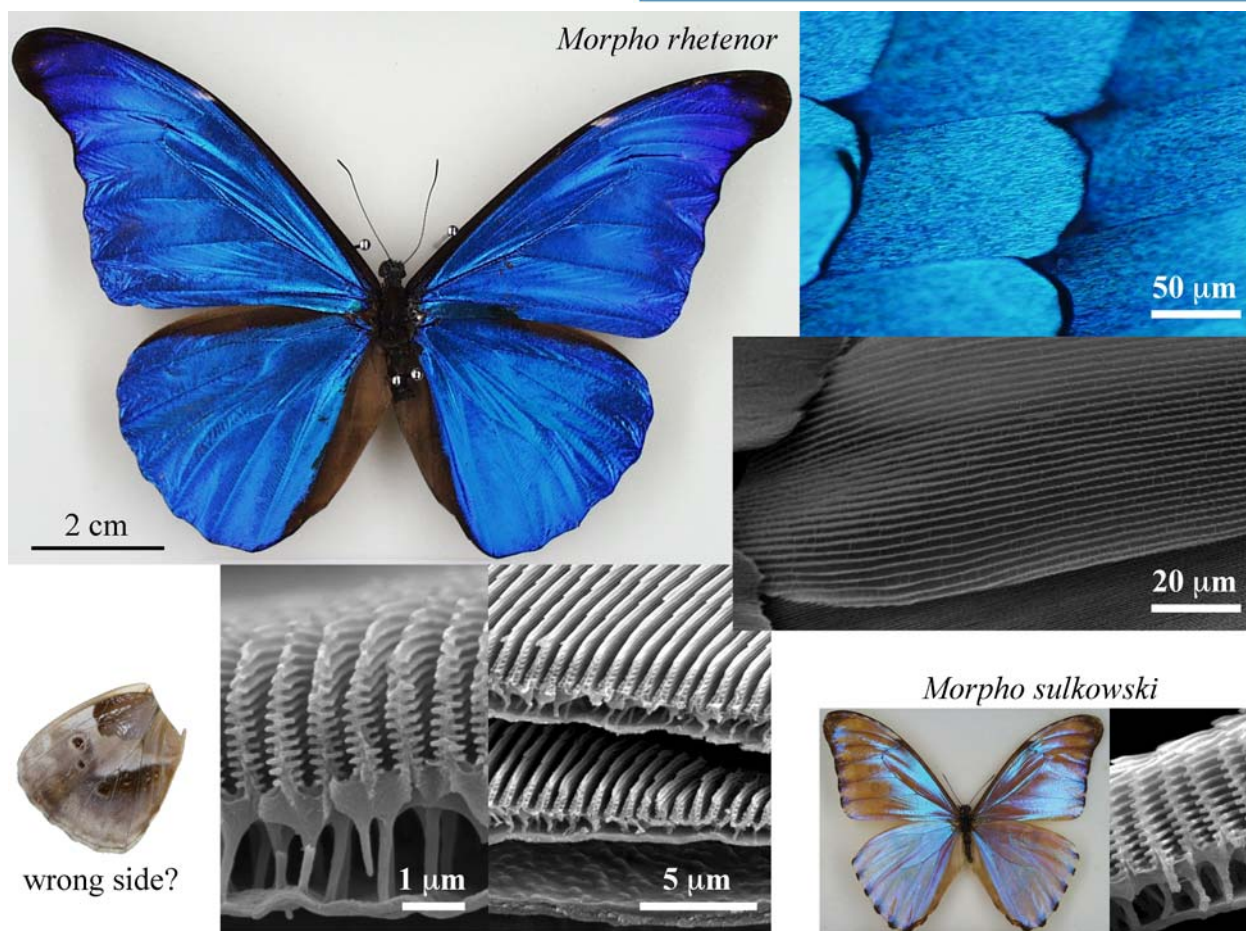 Morpho rhetenor
50 μm
2 cm
20 μm
wrong side?
1 μm
5 μm
Morpho sulkowski